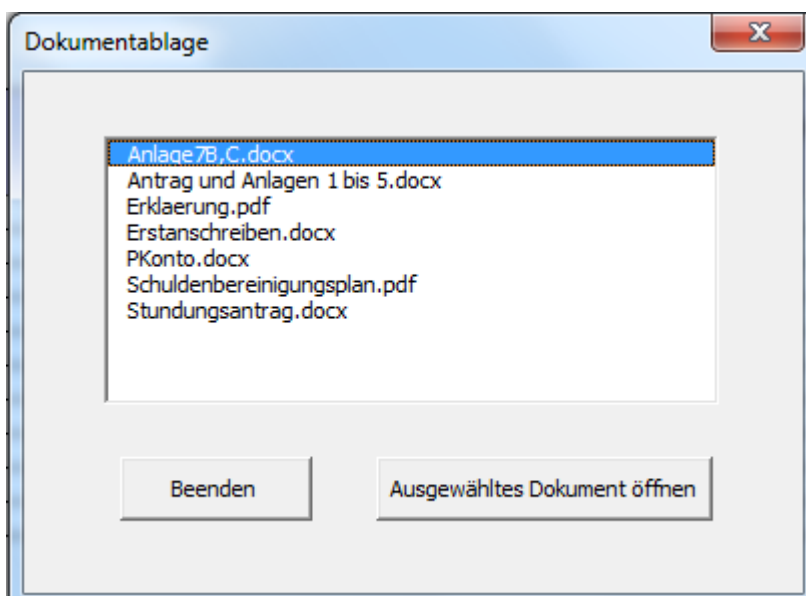 Dokumentablage
Anlage7B,C.docx
Antrag und Anlagen 1 bis 5.docx
Erklaerung.pdf
Erstanschreiben.docx
PKonto.docx
Schuldenbereinigungsplan.pdf
Stundungsantrag.docx
Beenden
Ausgewähltes Dokument öffnen